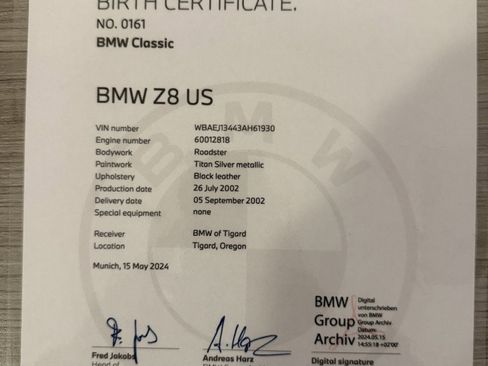 BIRTH CERTIFICATE.
NO. 0161
BMW Classic
BMW Z8 US
VIN number WBAEJ13443AH61930
Engine number 60012818
Bodywork Roadster
Paintwork Titan Silver metallic
Upholstery Black leather
Production date 26 July 2002
Delivery date 05 September 2002
Special equipment none
Receiver BMW of Tigard
Location Tigard, Oregon
Munich, 15 May 2024
BMW
Group
Archiv
Digital
unterschrieben
von BMW
Group Archiv
Datum:
2024.05.15
14:55:18 +02'00'
Fred Jakobs
Andreas Harz
Digital signature
Head of
BMW